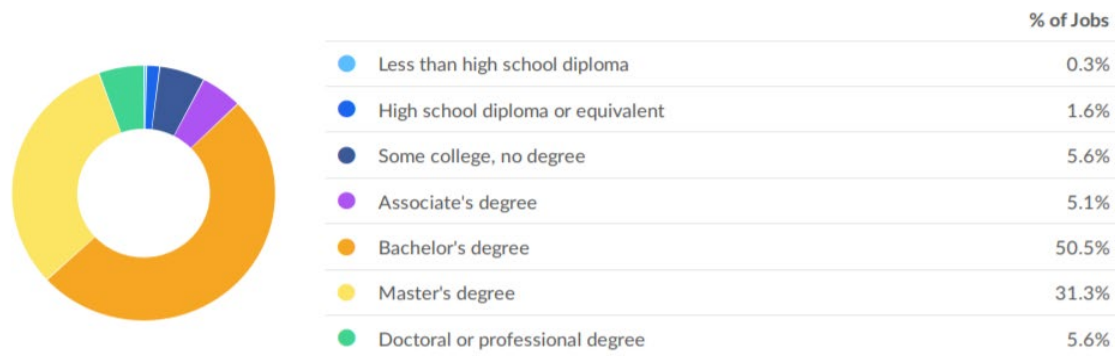 % of Jobs
Less than high school diploma 0.3%
High school diploma or equivalent 1.6%
Some college, no degree 5.6%
Associate's degree 5.1%
Bachelor's degree 50.5%
Master's degree 31.3%
Doctoral or professional degree 5.6%